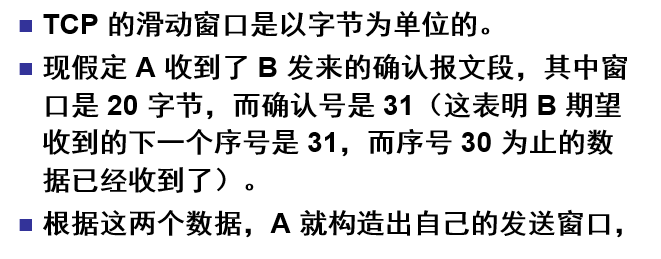 ■ TCP 的滑动窗口是以字节为单位的。
■ 现假定 A 收到了 B 发来的确认报文段，其中窗
口是 20 字节，而确认号是 31（这表明 B 期望
收到的下一个序号是 31，而序号 30 为止的数
据已经收到了）。
■ 根据这两个数据，A 就构造出自己的发送窗口，